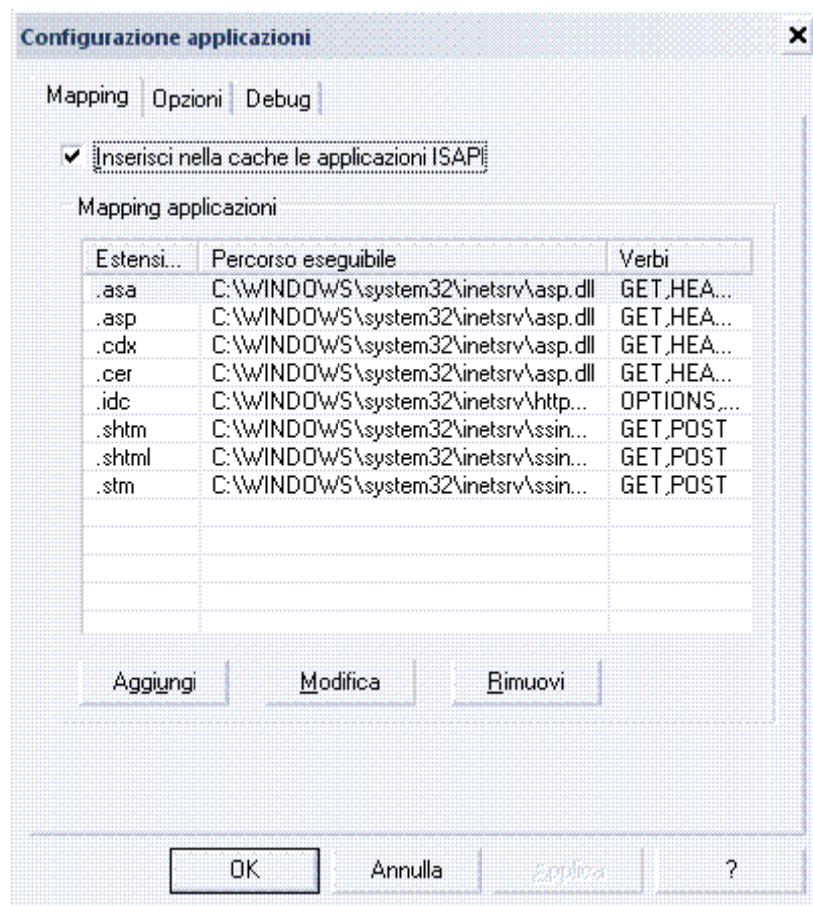 Configurazione applicazioni
Mapping Opzioni Debug
Inserisci nella cache le applicazioni ISAPI
Mapping applicazioni
Estensi... Percorso eseguibile Verbi
.asa C:\WINDOWS\system32\inetsrv\asp.dll GET,HEA...
.asp C:\WINDOWS\system32\inetsrv\asp.dll GET,HEA...
.cdx C:\WINDOWS\system32\inetsrv\asp.dll GET,HEA...
.cer C:\WINDOWS\system32\inetsrv\asp.dll GET,HEA...
.idc C:\WINDOWS\system32\inetsrv\http... OPTIONS,...
.shtm C:\WINDOWS\system32\inetsrv\ssin... GET,POST
.shtml C:\WINDOWS\system32\inetsrv\ssin... GET,POST
.stm C:\WINDOWS\system32\inetsrv\ssin... GET,POST
Aggiungi Modifica Rimuovi
OK Annulla Applica ?